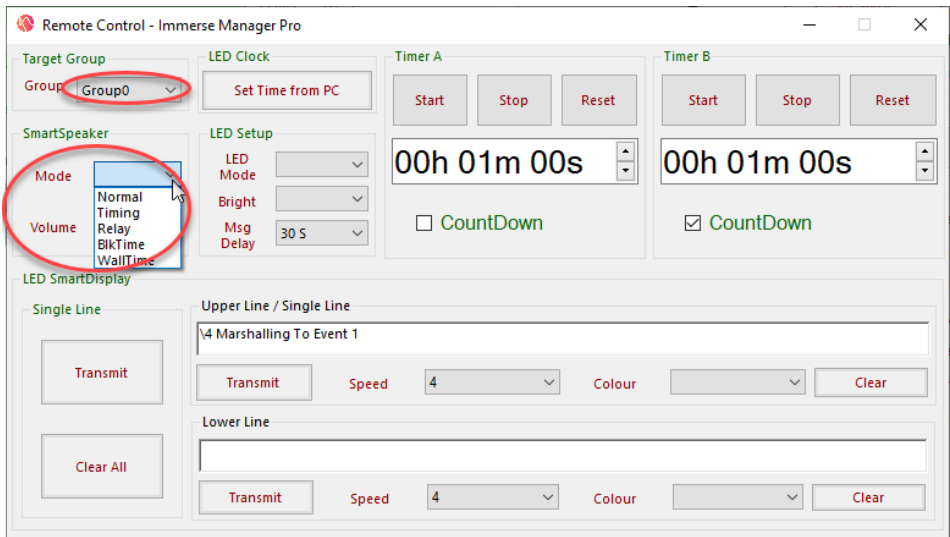 Remote Control - Immerse Manager Pro
Target Group
Group Group0
LED Clock
Set Time from PC
Timer A
Start Stop Reset
00h 01m 00s
CountDown
Timer B
Start Stop Reset
00h 01m 00s
CountDown
SmartSpeaker
Mode
Normal
Timing
Relay
BlkTime
WallTime
Volume
LED Setup
LED
Mode
Bright
Msg
Delay
30 S
LED SmartDisplay
Single Line
Transmit
Clear All
Upper Line / Single Line
\4 Marshalling To Event 1
Transmit Speed 4 Colour Clear
Lower Line
Transmit Speed 4 Colour Clear